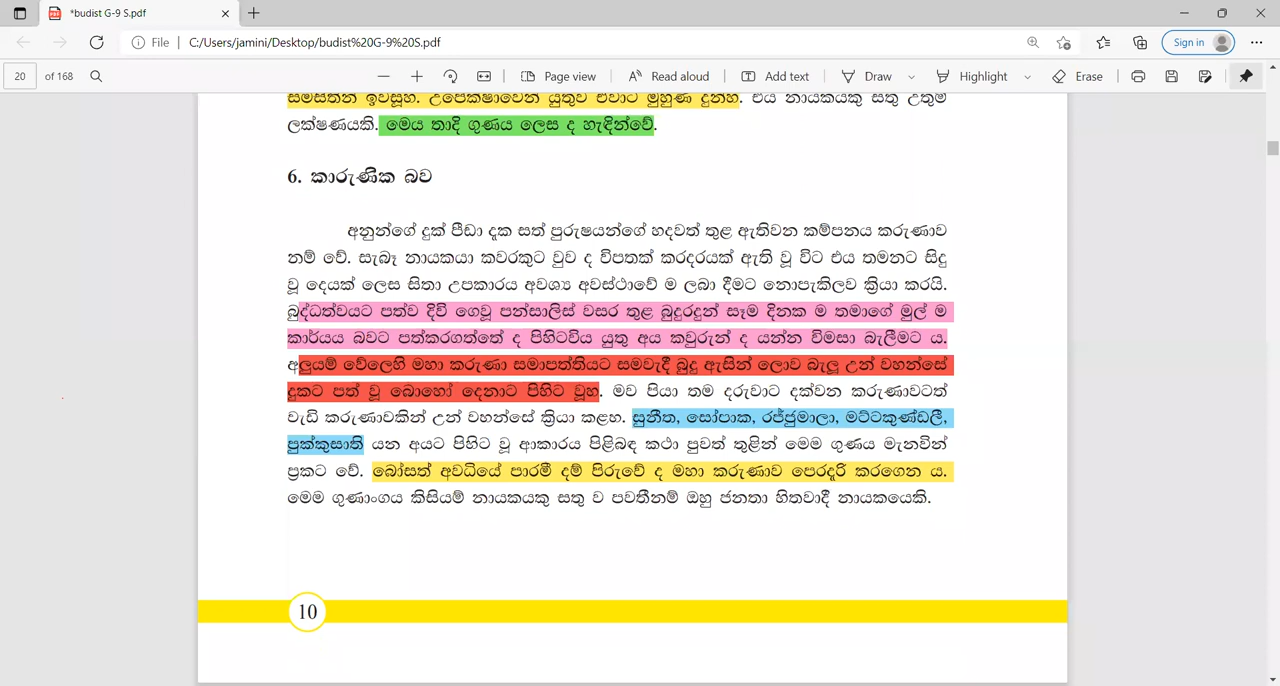 *budist G-9 S.pdf
File | C:/Users/jamini/Desktop/budist%20G-9%20S.pdf
Sign in
20 of 168 Page view Read aloud Add text Draw Highlight Erase
සමස්තත් ඉවසූහ. උපේක්ෂාවෙන් යුතුව ඒවාට මුහුණ දුන්හ. එය නායකයකු සතු උතුම්
ලක්ෂණයකි. මෙය තාදි ගුණය ලෙස ද හැඳින්වේ.
6. කාරුණික බව
අනුන්ගේ දුක් පීඩා දැක සත් පුරුෂයන්ගේ හදවත් තුළ ඇතිවන කම්පනය කරුණාව
නම් වේ. සැබෑ නායකයා කවරකුට වුව ද විපතක් කරදරයක් ඇති වූ විට එය තමනට සිදු
වූ දෙයක් ලෙස සිතා උපකාරය අවශ්‍ය අවස්ථාවේ ම ලබා දීමට නොපැකිලව ක්‍රියා කරයි.
බුද්ධත්වයට පත්ව දිවි ගෙවූ පන්සාලිස් වසර තුළ බුදුරදුන් සෑම දිනක ම තමාගේ මුල් ම
කාර්යය බවට පත්කරගත්තේ ද පිහිටවිය යුතු අය කවුරුන් ද යන්න විමසා බැලීමට ය.
අලුයම් වේලෙහි මහා කරුණා සමාපත්තියට සමවැදී බුදු ඇසින් ලොව බැලූ උන් වහන්සේ
දුකට පත් වූ බොහෝ දෙනාට පිහිට වූහ. මව පියා තම දරුවාට දක්වන කරුණාවටත්
වැඩි කරුණාවකින් උන් වහන්සේ ක්‍රියා කළහ. සුනීත, සෝපාක, රජ්ජුමාලා, මට්ටකුණ්ඩලී,
පුක්කුසාති යන අයට පිහිට වූ ආකාරය පිළිබඳ කථා පුවත් තුළින් මෙම ගුණය මැනවින්
ප්‍රකට වේ. බෝසත් අවධියේ පාරමී දම් පිරුවේ ද මහා කරුණාව පෙරදැරි කරගෙන ය.
මෙම ගුණාංගය කිසියම් නායකයකු සතු ව පවතීනම් ඔහු ජනතා හිතවාදී නායකයෙකි.
10